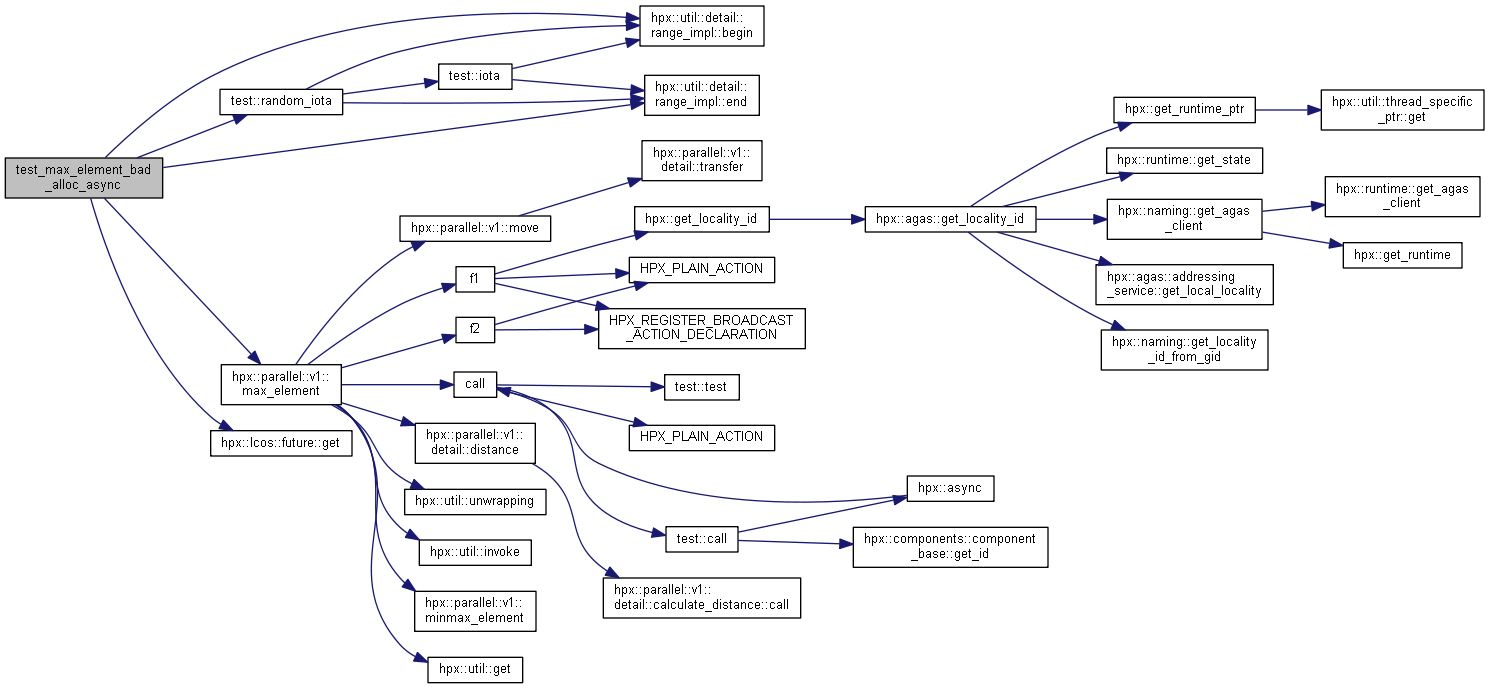 test_max_element_bad
_alloc_async
hpx::util::detail::
range_impl::begin
test::random_iota
test::iota
hpx::util::detail::
range_impl::end
hpx::parallel::v1::
max_element
hpx::lcos::future::get
hpx::parallel::v1::move
hpx::parallel::v1::
detail::transfer
f1
hpx::get_locality_id
HPX_PLAIN_ACTION
HPX_REGISTER_BROADCAST
_ACTION_DECLARATION
f2
call
test::test
HPX_PLAIN_ACTION
test::call
hpx::async
hpx::components::component
_base::get_id
hpx::parallel::v1::
detail::distance
hpx::parallel::v1::
detail::calculate_distance::call
hpx::util::unwrapping
hpx::util::invoke
hpx::parallel::v1::
minmax_element
hpx::util::get
hpx::agas::get_locality_id
hpx::get_runtime_ptr
hpx::util::thread_specific
_ptr::get
hpx::runtime::get_state
hpx::naming::get_agas
_client
hpx::runtime::get_agas
_client
hpx::get_runtime
hpx::agas::addressing
_service::get_local_locality
hpx::naming::get_locality
_id_from_gid